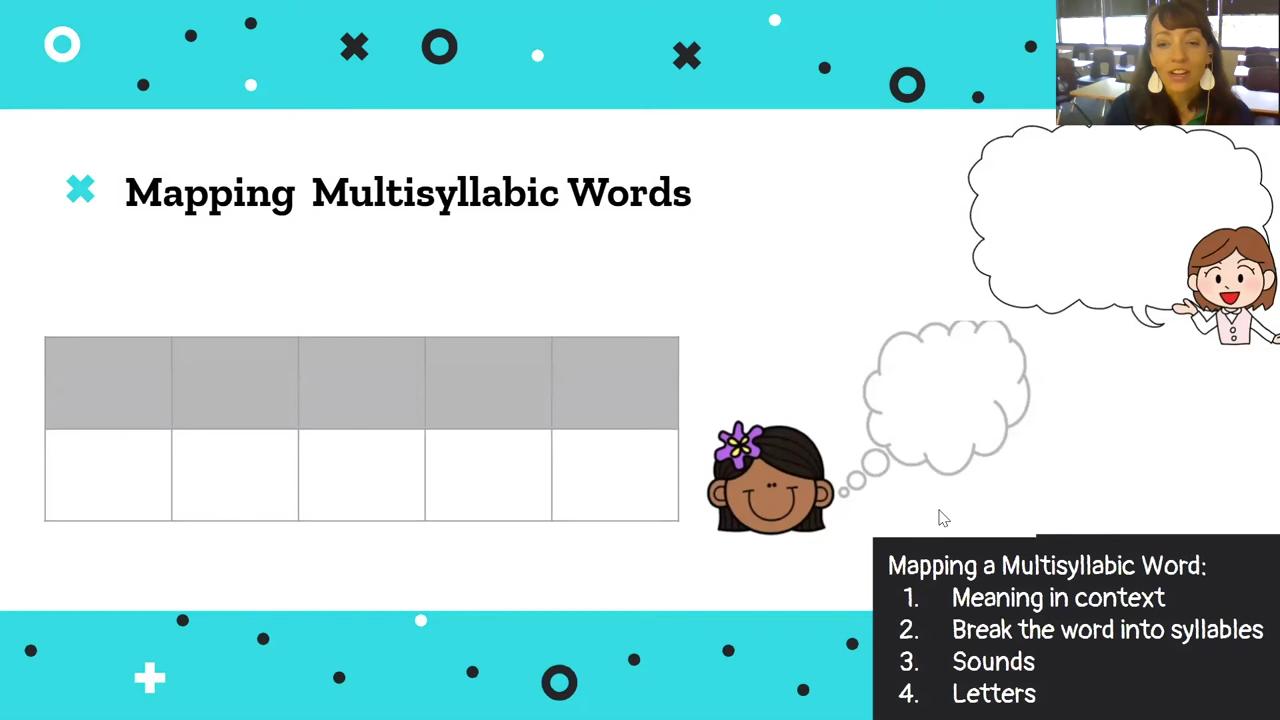 Mapping Multisyllabic Words
Mapping a Multisyllabic Word:
1. Meaning in context
2. Break the word into syllables
3. Sounds
4. Letters